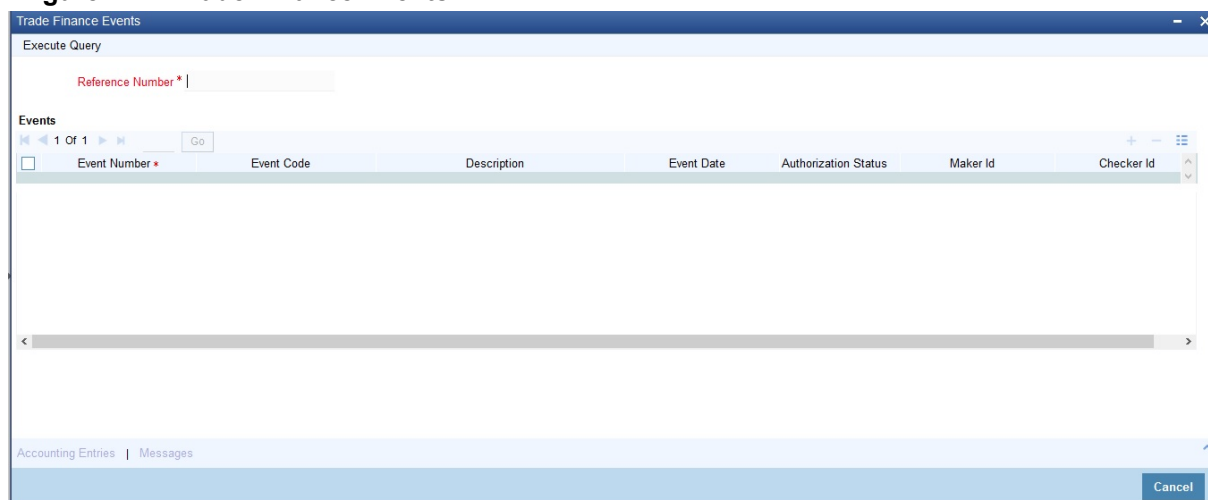 Trade Finance Events
Execute Query
Reference Number *
Events
1 Of 1 Go
Event Number * Event Code Description Event Date Authorization Status Maker Id Checker Id
Accounting Entries | Messages
Cancel